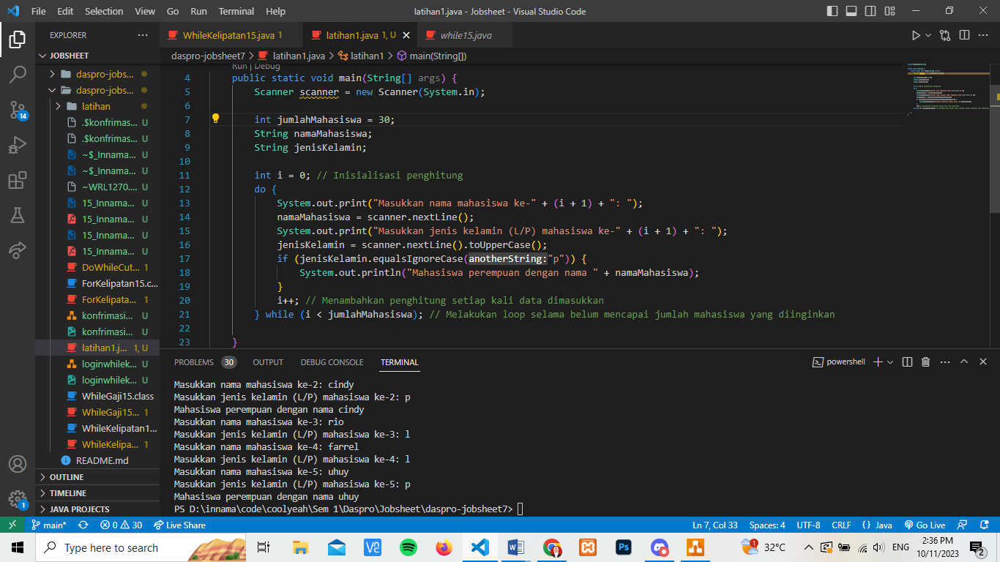 File Edit Selection View Go Run Terminal Help latihan1.java - Jobsheet - Visual Studio Code
EXPLORER
JOBSHEET
daspro-jobs...
daspro-jobs...
latihan
.$konfrimas... U
.$konfrimas... U
~$_Innama... U
~$_Innama... U
~WRL1270.... U
15_Innama... U
15_Innama... U
15_Innama... U
15_Innama... U
DoWhileCut... 1
ForKelipatan15.c...
ForKelipata... 1
konfrimasi... U
konfrimasi... U
latihan1.j... 1, U
loginwhilek... U
loginwhilek... U
WhileGaji15.class
WhileGaji15... 1
WhileKelipatan1...
WhileKelipa... 1
README.md
OUTLINE
TIMELINE
JAVA PROJECTS
WhileKelipatan15.java 1 latihan1.java 1, U while15.java
daspro-jobsheet7 > latihan1.java > latihan1 > main(String[])
Run | Debug
4 public static void main(String[] args) {
5 Scanner scanner = new Scanner(System.in);
6
7 int jumlahMahasiswa = 30;
8 String namaMahasiswa;
9 String jenisKelamin;
10
11 int i = 0; // Inisialisasi penghitung
12 do {
13 System.out.print("Masukkan nama mahasiswa ke-" + (i + 1) + ": ");
14 namaMahasiswa = scanner.nextLine();
15 System.out.print("Masukkan jenis kelamin (L/P) mahasiswa ke-" + (i + 1) + ": ");
16 jenisKelamin = scanner.nextLine().toUpperCase();
17 if (jenisKelamin.equalsIgnoreCase(anotherString:"p")) {
18 System.out.println("Mahasiswa perempuan dengan nama " + namaMahasiswa);
19 }
20 i++; // Menambahkan penghitung setiap kali data dimasukkan
21 } while (i < jumlahMahasiswa); // Melakukan loop selama belum mencapai jumlah mahasiswa yang diinginkan
22
23 }
PROBLEMS 30 OUTPUT DEBUG CONSOLE TERMINAL powershell
Masukkan nama mahasiswa ke-2: cindy
Masukkan jenis kelamin (L/P) mahasiswa ke-2: p
Mahasiswa perempuan dengan nama cindy
Masukkan nama mahasiswa ke-3: rio
Masukkan jenis kelamin (L/P) mahasiswa ke-3: l
Masukkan nama mahasiswa ke-4: farrel
Masukkan jenis kelamin (L/P) mahasiswa ke-4: l
Masukkan nama mahasiswa ke-5: uhuy
Masukkan jenis kelamin (L/P) mahasiswa ke-5: p
Mahasiswa perempuan dengan nama uhuy
PS D:\innama\code\coolyeah\Sem 1\Daspro\Jobsheet\daspro-jobsheet7>
14
1
main* 0 30 Live Share Ln 7, Col 33 Spaces: 4 UTF-8 CRLF {} Java Go Live
Type here to search 32°C ENG 2:36 PM
10/11/2023 2